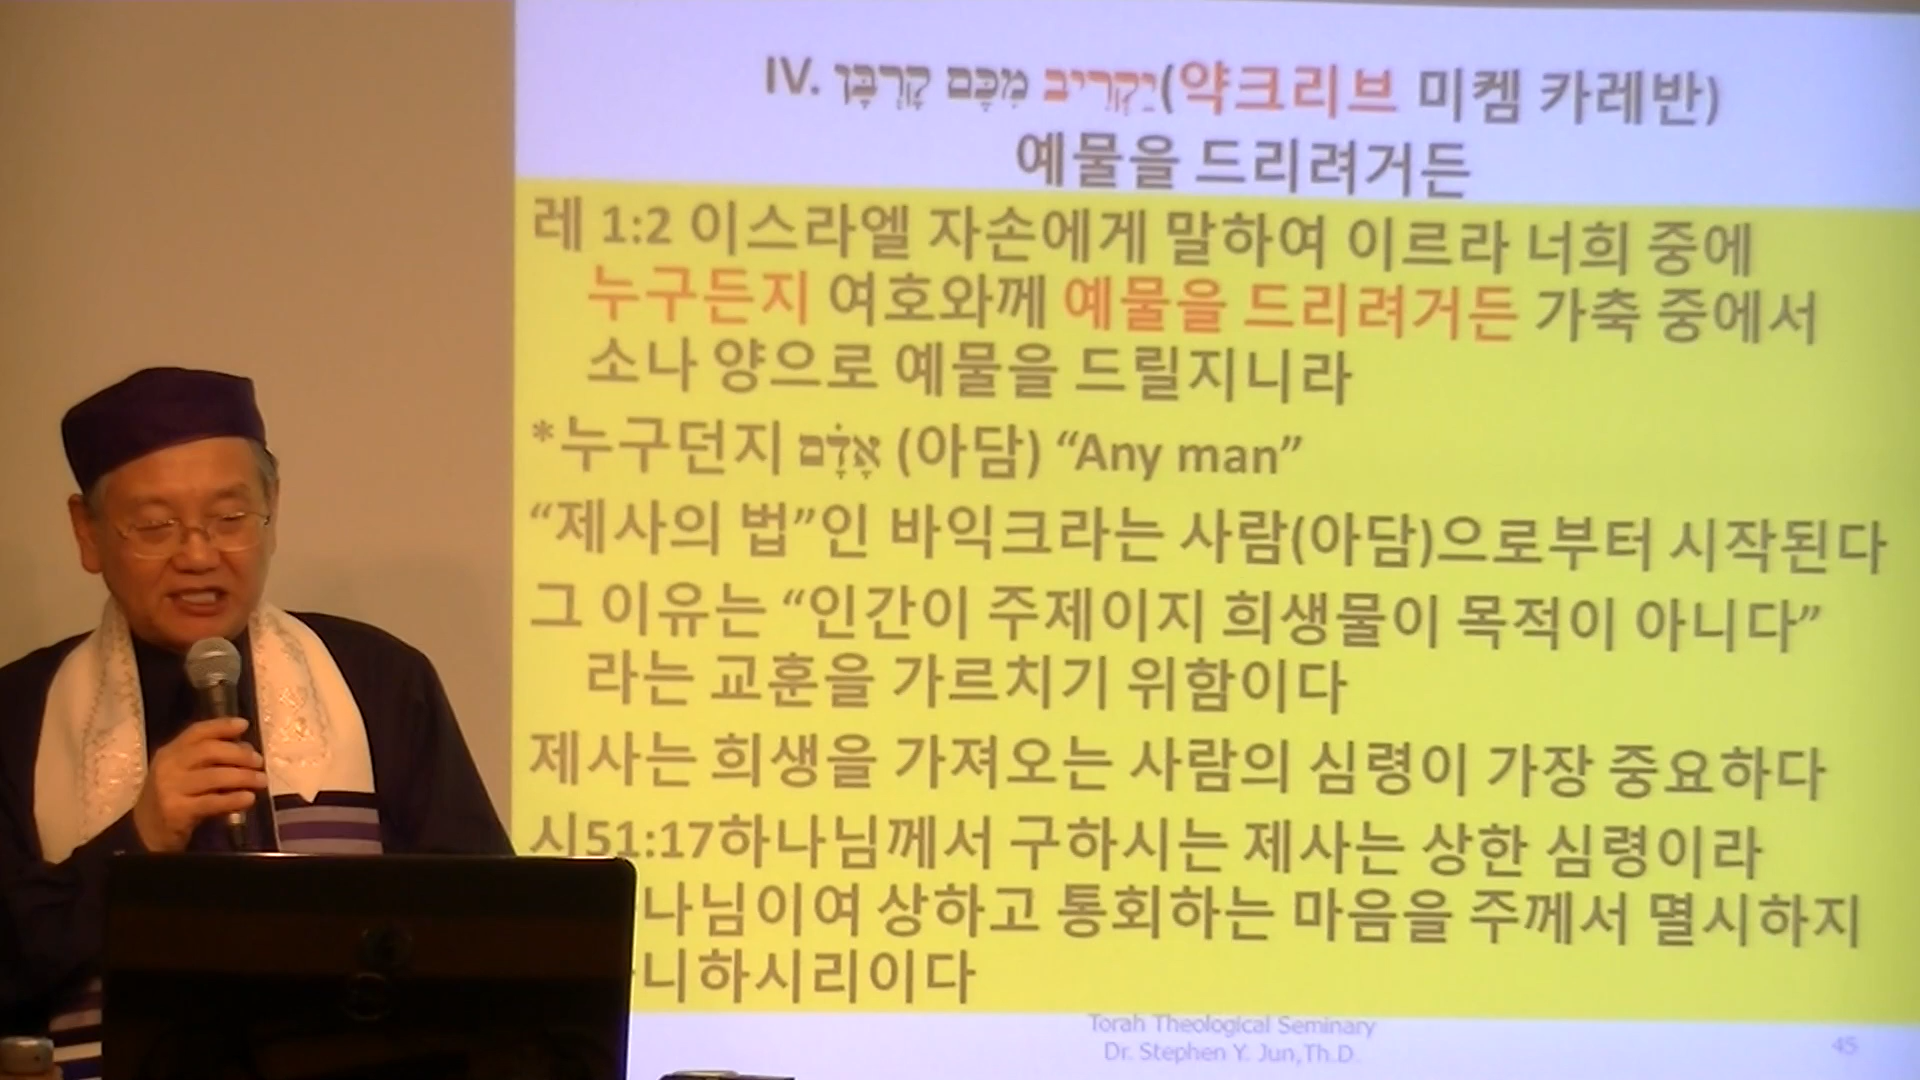 IV. יַקְרִיב מִכֶּם קָרְבָּן(약크리브 미켐 카레반)
예물을 드리려거든
레 1:2 이스라엘 자손에게 말하여 이르라 너희 중에
누구든지 여호와께 예물을 드리려거든 가축 중에서
소나 양으로 예물을 드릴지니라
*누구던지 אָדָ֗ם (아담) “Any man”
“제사의 법”인 바익크라는 사람(아담)으로부터 시작된다
그 이유는 “인간이 주제이지 희생물이 목적이 아니다”
라는 교훈을 가르치기 위함이다
제사는 희생을 가져오는 사람의 심령이 가장 중요하다
시51:17하나님께서 구하시는 제사는 상한 심령이라
나님이여 상하고 통회하는 마음을 주께서 멸시하지
니하시리이다
Torah Theological Seminary
Dr. Stephen Y. Jun,Th.D.
45